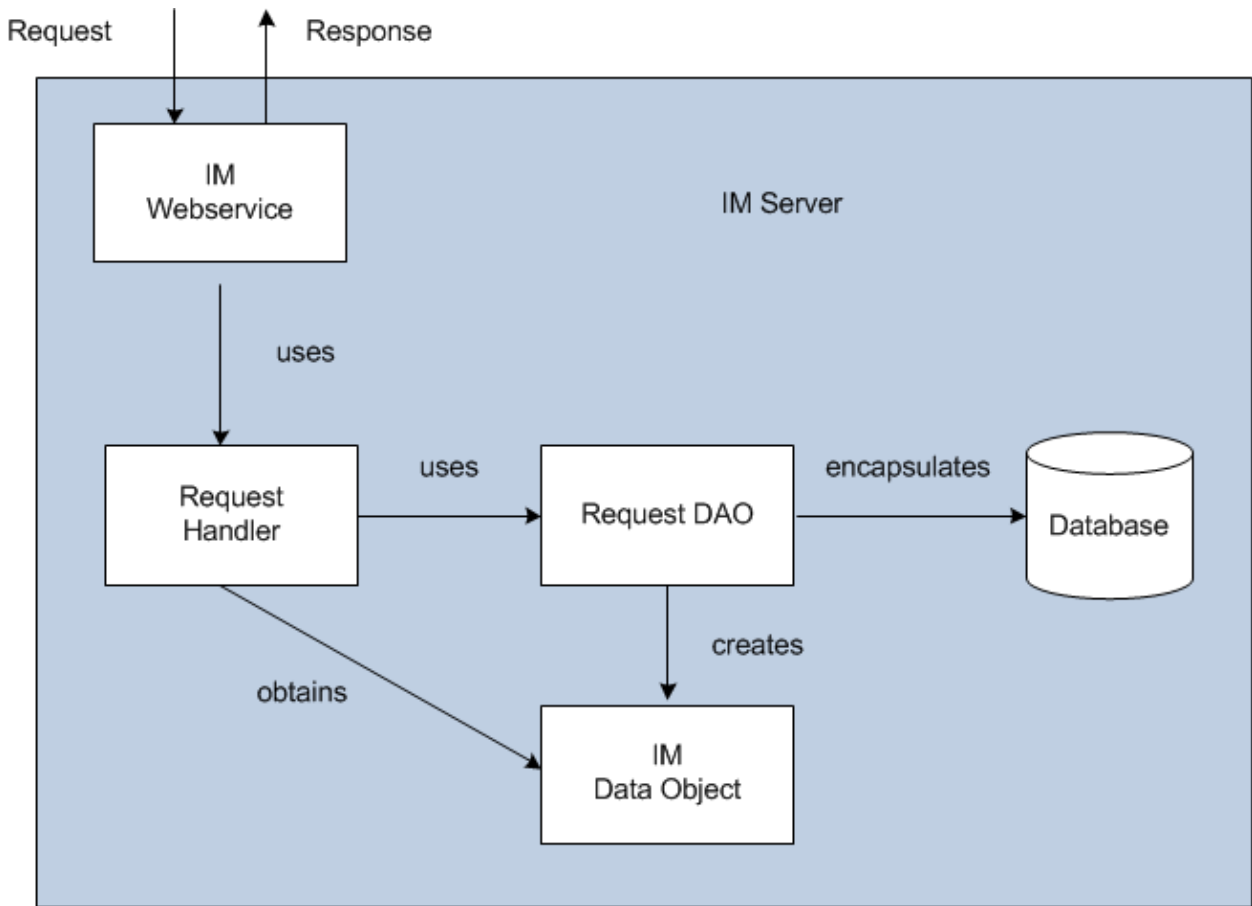 Request
Response
IM
Webservice
IM Server
uses
Request
Handler
uses
Request DAO
encapsulates
Database
creates
obtains
IM
Data Object